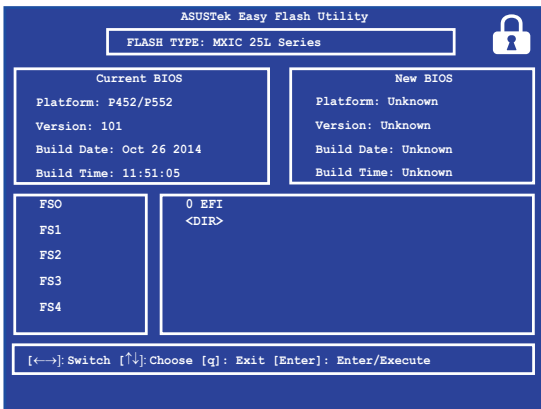 ASUSTek Easy Flash Utility
FLASH TYPE: MXIC 25L Series
Current BIOS
Platform: P452/P552
Version: 101
Build Date: Oct 26 2014
Build Time: 11:51:05
New BIOS
Platform: Unknown
Version: Unknown
Build Date: Unknown
Build Time: Unknown
FSO
FS1
FS2
FS3
FS4
0 EFI
<DIR>
[←→]: Switch [↑↓]: Choose [q]: Exit [Enter]: Enter/Execute